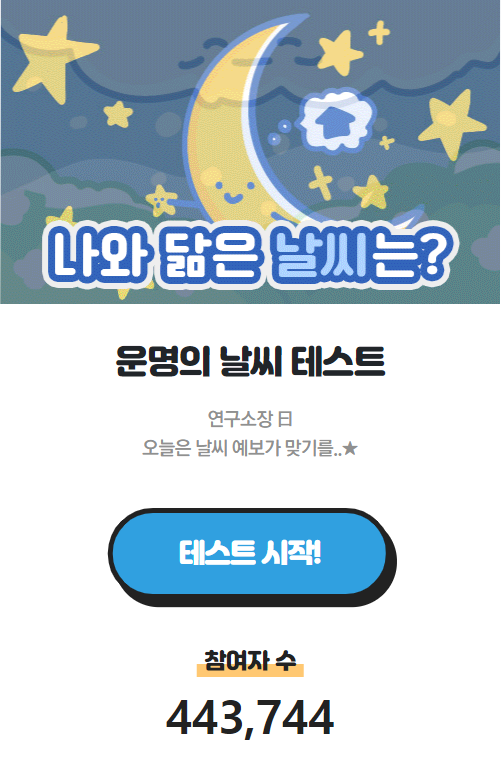 나와 닮은 날씨는?
운명의 날씨 테스트
연구소장 曰
오늘은 날씨 예보가 맞기를..★
테스트 시작!
참여자 수
443,744